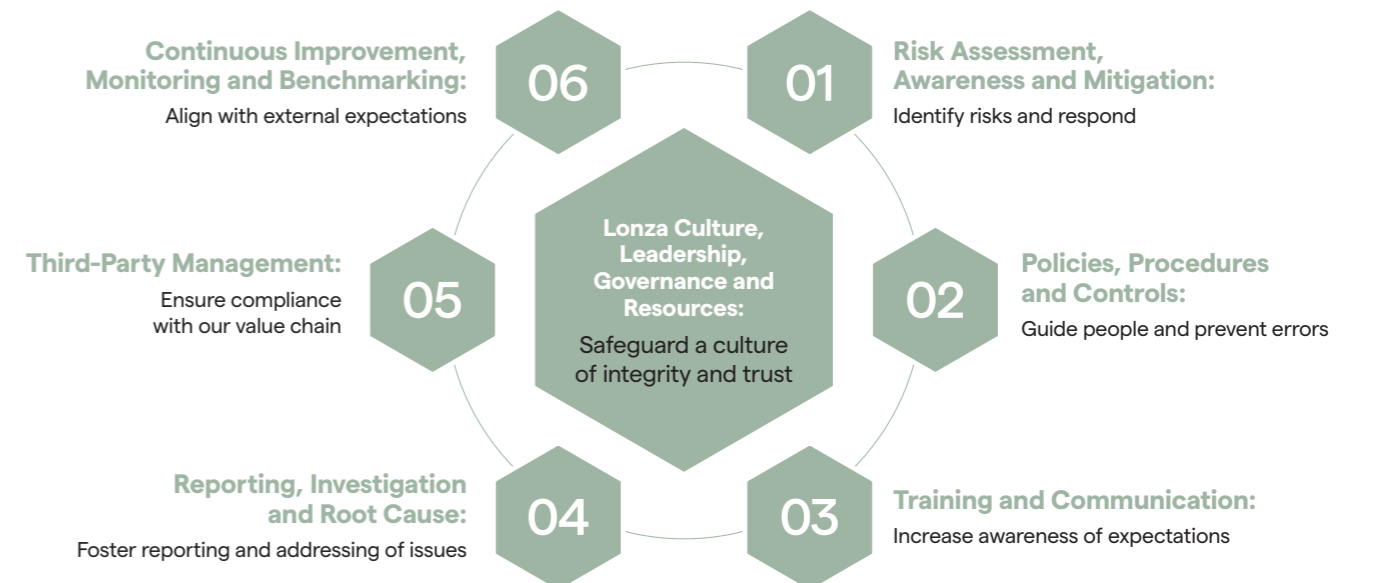 06
Continuous Improvement,
Monitoring and Benchmarking:
Align with external expectations
01
Risk Assessment,
Awareness and Mitigation:
Identify risks and respond
Lonza Culture,
Leadership,
Governance and
Resources:
Safeguard a culture
of integrity and trust
05
Third-Party Management:
Ensure compliance
with our value chain
02
Policies, Procedures
and Controls:
Guide people and prevent errors
04
Reporting, Investigation
and Root Cause:
Foster reporting and addressing of issues
03
Training and Communication:
Increase awareness of expectations